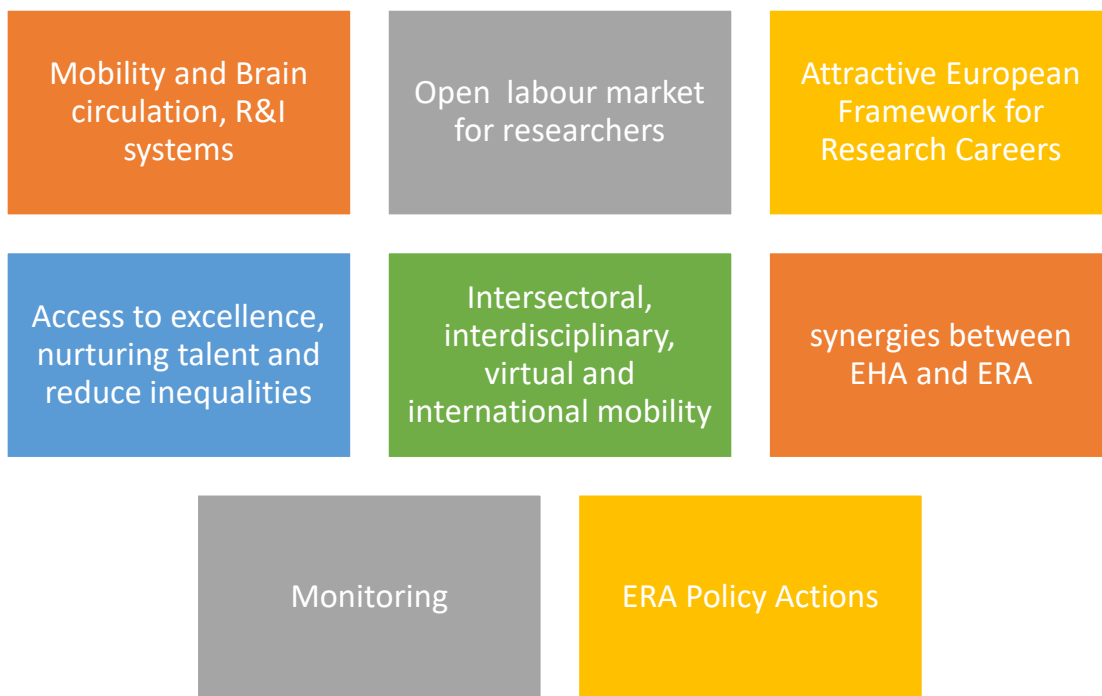 Mobility and Brain
circulation, R&I
systems
Open  labour market
for researchers
Attractive European
Framework for
Research Careers
Access to excellence,
nurturing talent and
reduce inequalities
Intersectoral,
interdisciplinary,
virtual and
international mobility
synergies between
EHA and ERA
Monitoring
ERA Policy Actions